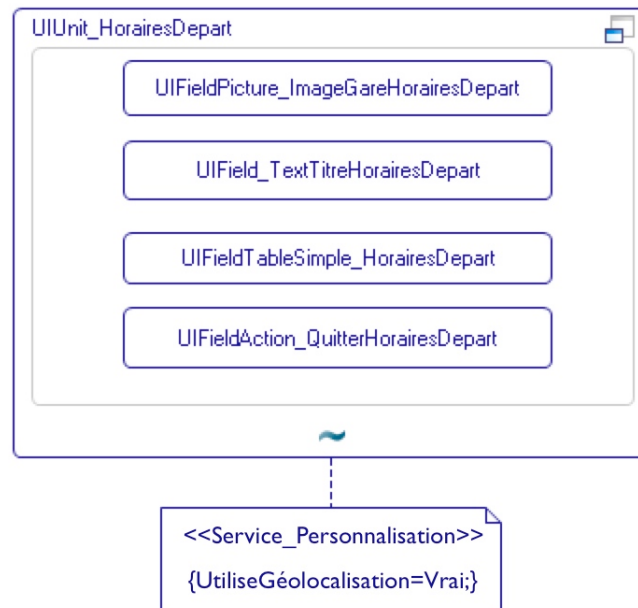 UIUnit_HorairesDepart
UIFieldPicture_ImageGareHorairesDepart
UIField_TextTitreHorairesDepart
UIFieldTableSimple_HorairesDepart
UIFieldAction_QuitterHorairesDepart
<<Service_Personnalisation>>
{UtiliseGéolocalisation=Vrai;}